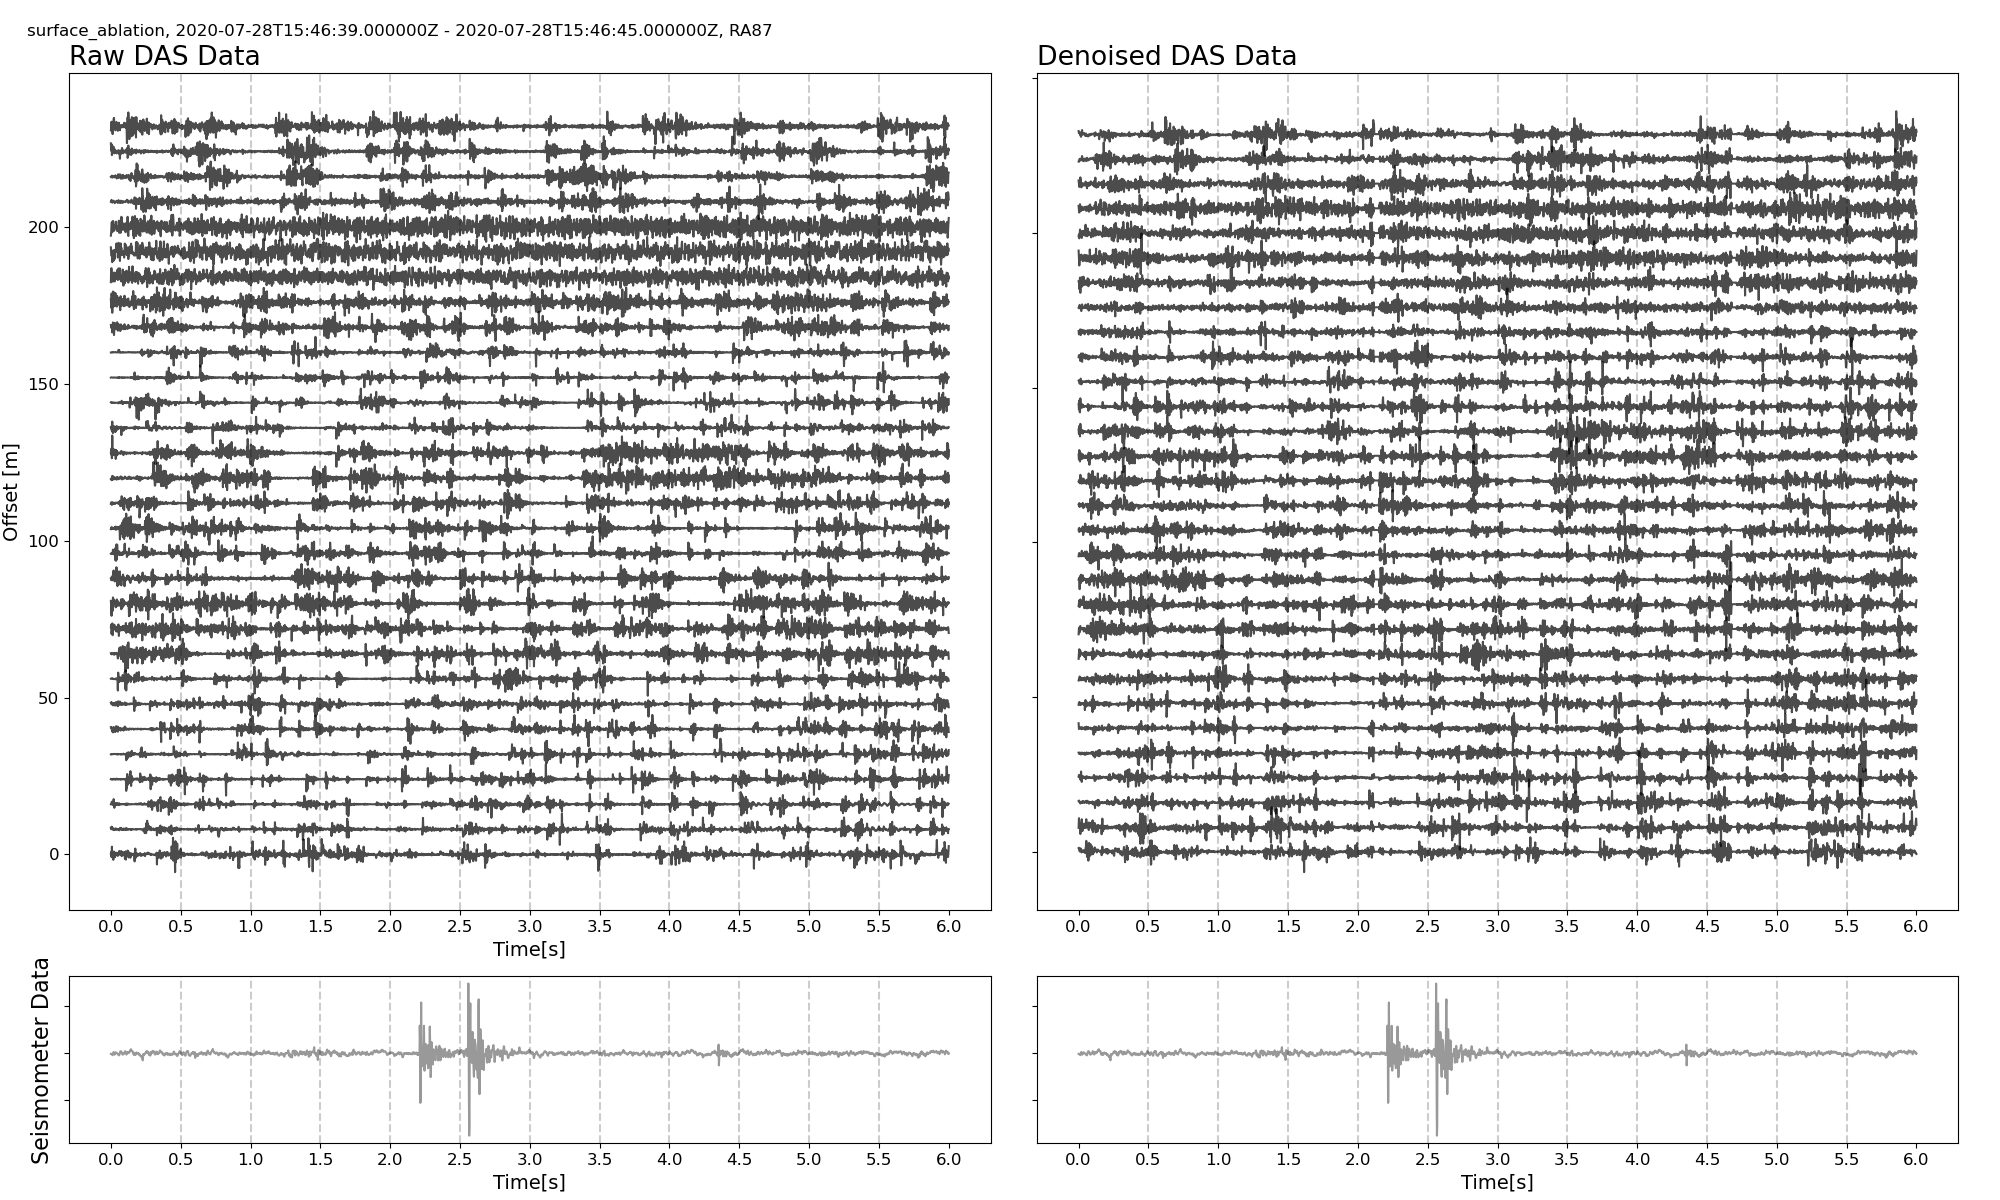 surface_ablation, 2020-07-28T15:46:39.000000Z - 2020-07-28T15:46:45.000000Z, RA87
Raw DAS Data
Denoised DAS Data
Offset [m]
200
150
100
50
0
0.0 0.5 1.0 1.5 2.0 2.5 3.0 3.5 4.0 4.5 5.0 5.5 6.0
Time[s]
0.0 0.5 1.0 1.5 2.0 2.5 3.0 3.5 4.0 4.5 5.0 5.5 6.0
Seismometer Data
0.0 0.5 1.0 1.5 2.0 2.5 3.0 3.5 4.0 4.5 5.0 5.5 6.0
Time[s]
0.0 0.5 1.0 1.5 2.0 2.5 3.0 3.5 4.0 4.5 5.0 5.5 6.0
Time[s]